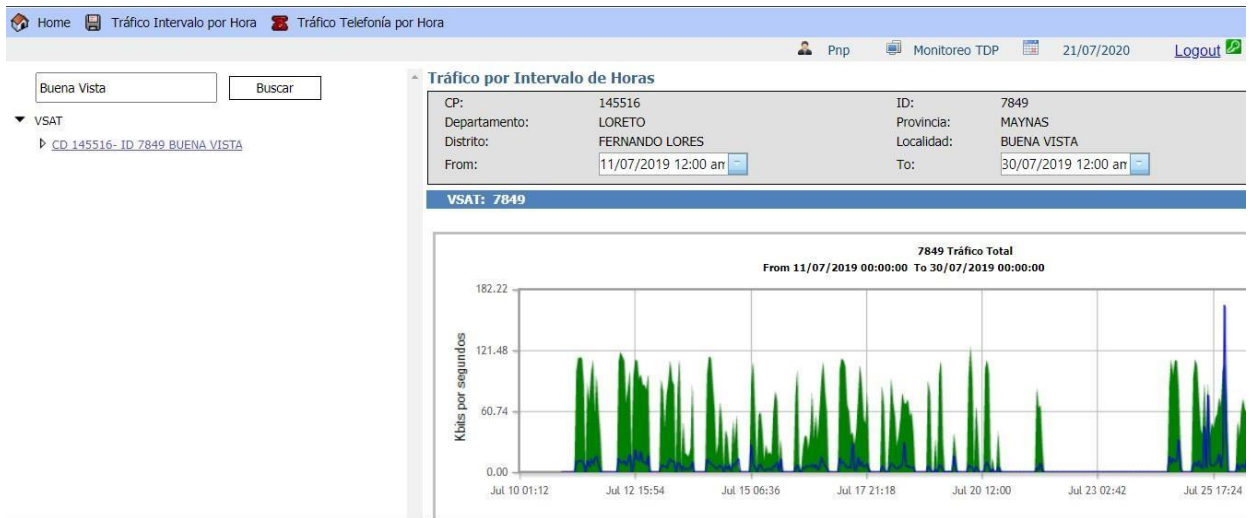 Home Tráfico Intervalo por Hora Tráfico Telefonía por Hora
Pnp Monitoreo TDP 21/07/2020 Logout
Buena Vista Buscar
VSAT
CD 145516- ID 7849 BUENA VISTA
Tráfico por Intervalo de Horas
CP: 145516 ID: 7849
Departamento: LORETO Provincia: MAYNAS
Distrito: FERNANDO LORES Localidad: BUENA VISTA
From: 11/07/2019 12:00 am To: 30/07/2019 12:00 am
VSAT: 7849
7849 Tráfico Total
From 11/07/2019 00:00:00 To 30/07/2019 00:00:00
Kbits por segundos
182.22
121.48
60.74
0.00
Jul 10 01:12 Jul 12 15:54 Jul 15 06:36 Jul 17 21:18 Jul 20 12:00 Jul 23 02:42 Jul 25 17:24